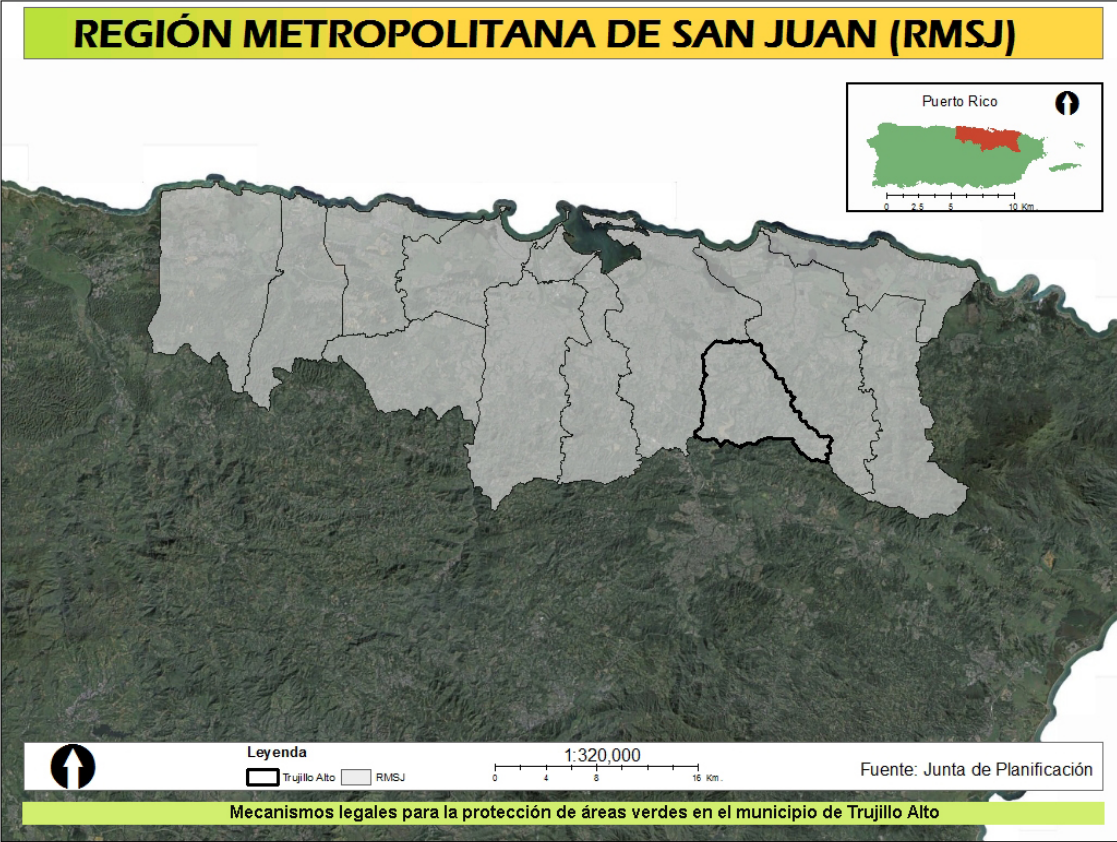 REGIÓN METROPOLITANA DE SAN JUAN (RMSJ)
Puerto Rico
0 2.5 5 10 Km.
Leyenda
Trujillo Alto RMSJ
1:320,000
0 4 8 16 Km.
Fuente: Junta de Planificación
Mecanismos legales para la protección de áreas verdes en el municipio de Trujillo Alto